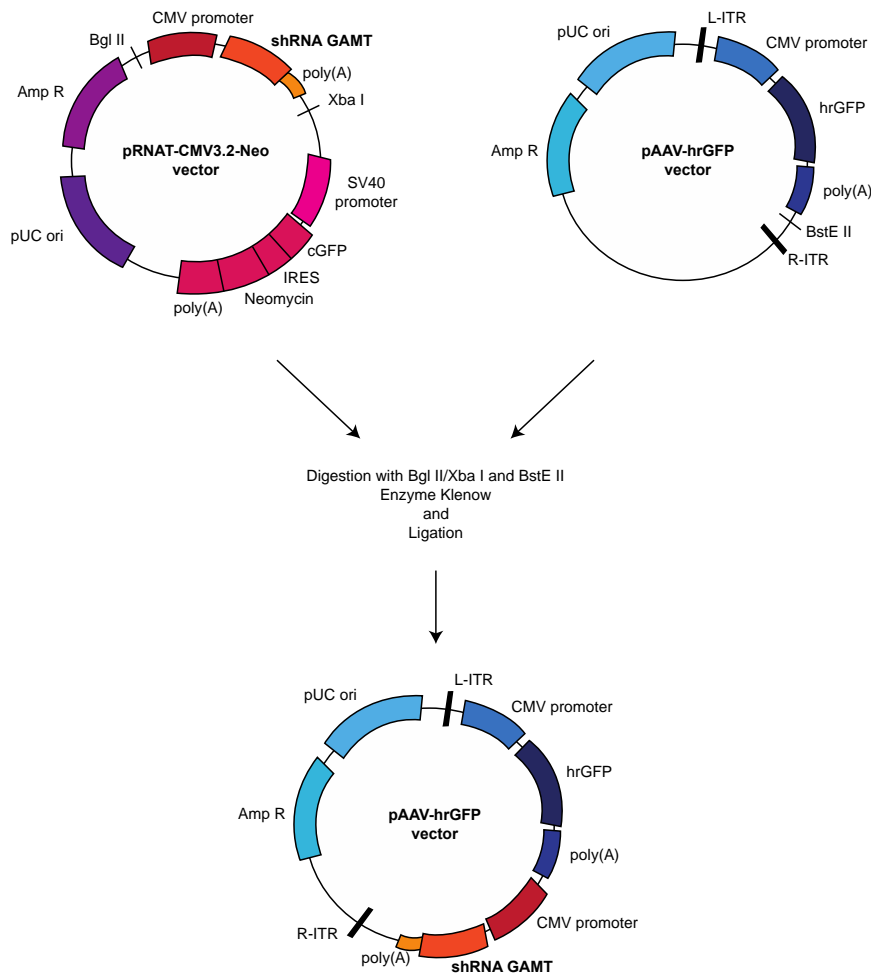 CMV promoter
shRNA GAMT
Bgl II
poly(A)
Xba I
Amp R
pRNAT-CMV3.2-Neo
vector
SV40
promoter
pUC ori
cGFP
IRES
Neomycin
poly(A)
L-ITR
pUC ori
CMV promoter
hrGFP
Amp R
pAAV-hrGFP
vector
poly(A)
BstE II
R-ITR
Digestion with Bgl II/Xba I and BstE II
Enzyme Klenow
and
Ligation
L-ITR
pUC ori
CMV promoter
hrGFP
Amp R
pAAV-hrGFP
vector
poly(A)
CMV promoter
R-ITR
poly(A)
shRNA GAMT